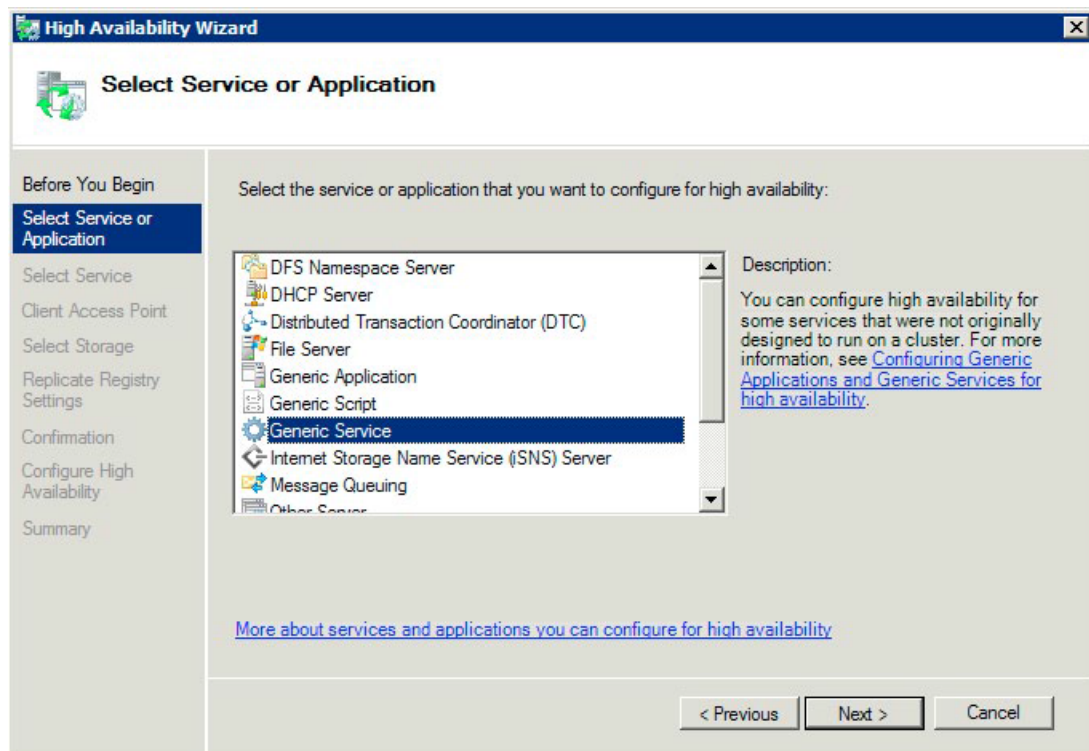 High Availability Wizard
Select Service or Application
Before You Begin
Select Service or
Application
Select Service
Client Access Point
Select Storage
Replicate Registry
Settings
Confirmation
Configure High
Availability
Summary
Select the service or application that you want to configure for high availability:
DFS Namespace Server
DHCP Server
Distributed Transaction Coordinator (DTC)
File Server
Generic Application
Generic Script
Generic Service
Internet Storage Name Service (iSNS) Server
Message Queuing
Other Server
Description:
You can configure high availability for
some services that were not originally
designed to run on a cluster. For more
information, see Configuring Generic
Applications and Generic Services for
high availability.
More about services and applications you can configure for high availability
< Previous
Next >
Cancel